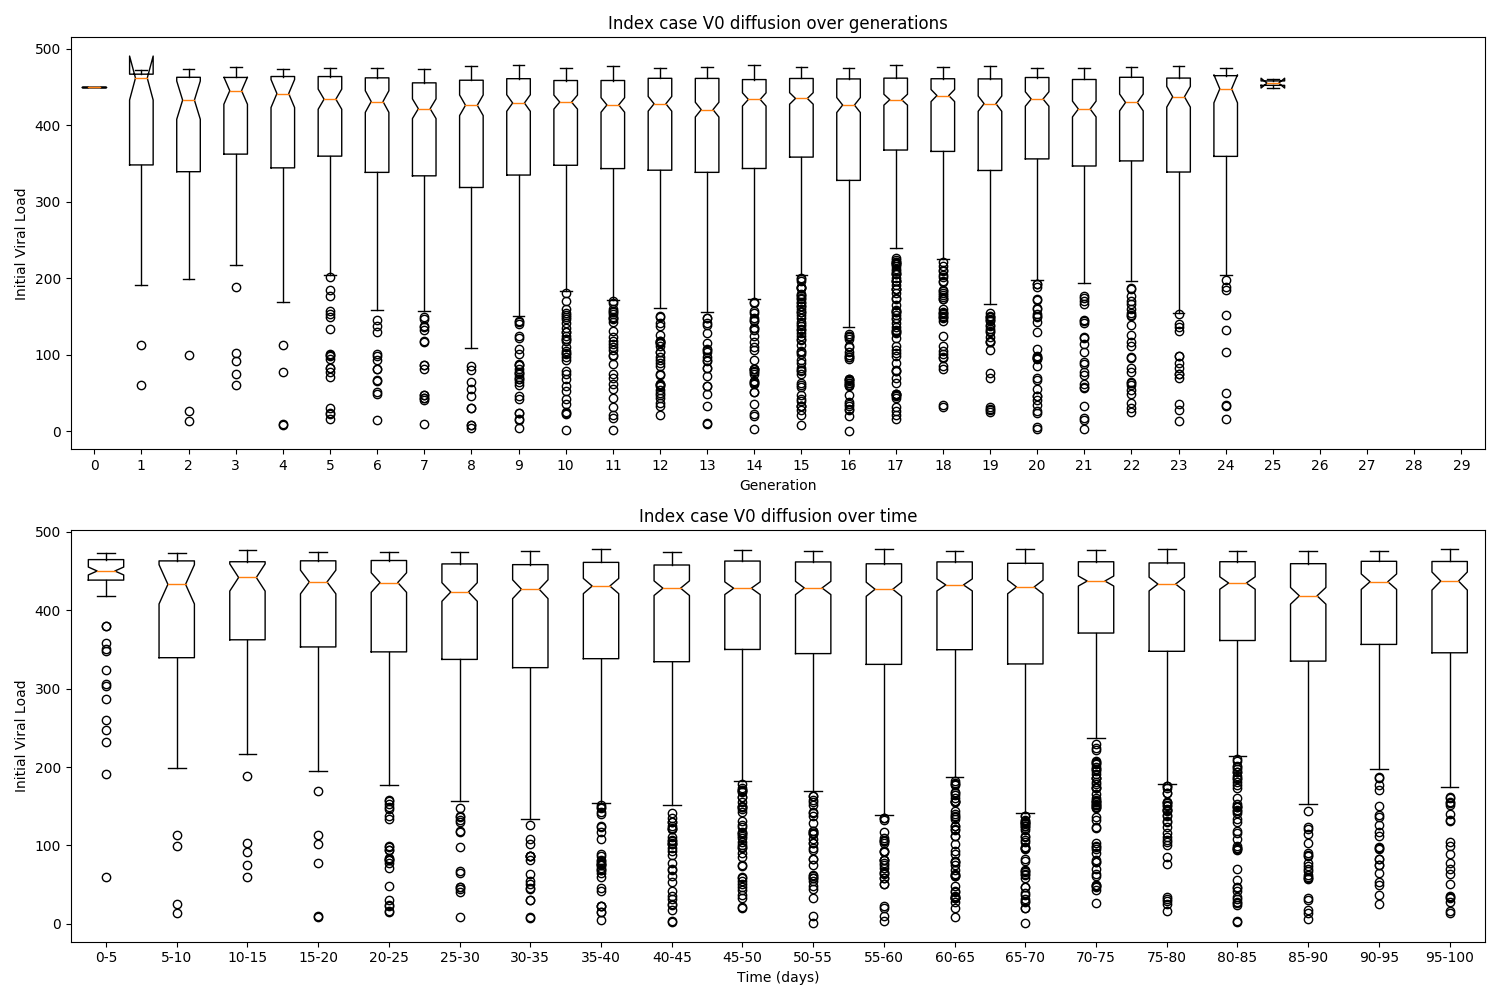 Index case V0 diffusion over generations
Initial Viral Load
500
400
300
200
100
0
0 1 2 3 4 5 6 7 8 9 10 11 12 13 14 15 16 17 18 19 20 21 22 23 24 25 26 27 28 29
Generation
Index case V0 diffusion over time
Initial Viral Load
500
400
300
200
100
0
0-5 5-10 10-15 15-20 20-25 25-30 30-35 35-40 40-45 45-50 50-55 55-60 60-65 65-70 70-75 75-80 80-85 85-90 90-95 95-100
Time (days)